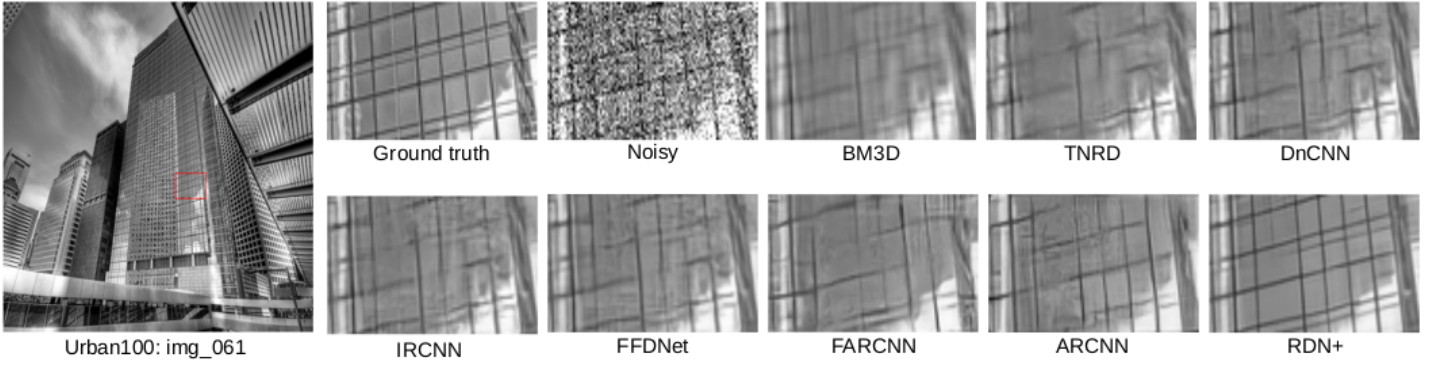 Ground truth
Noisy
BM3D
TNRD
DnCNN
Urban100: img_061
IRCNN
FFDNet
FARCNN
ARCNN
RDN+